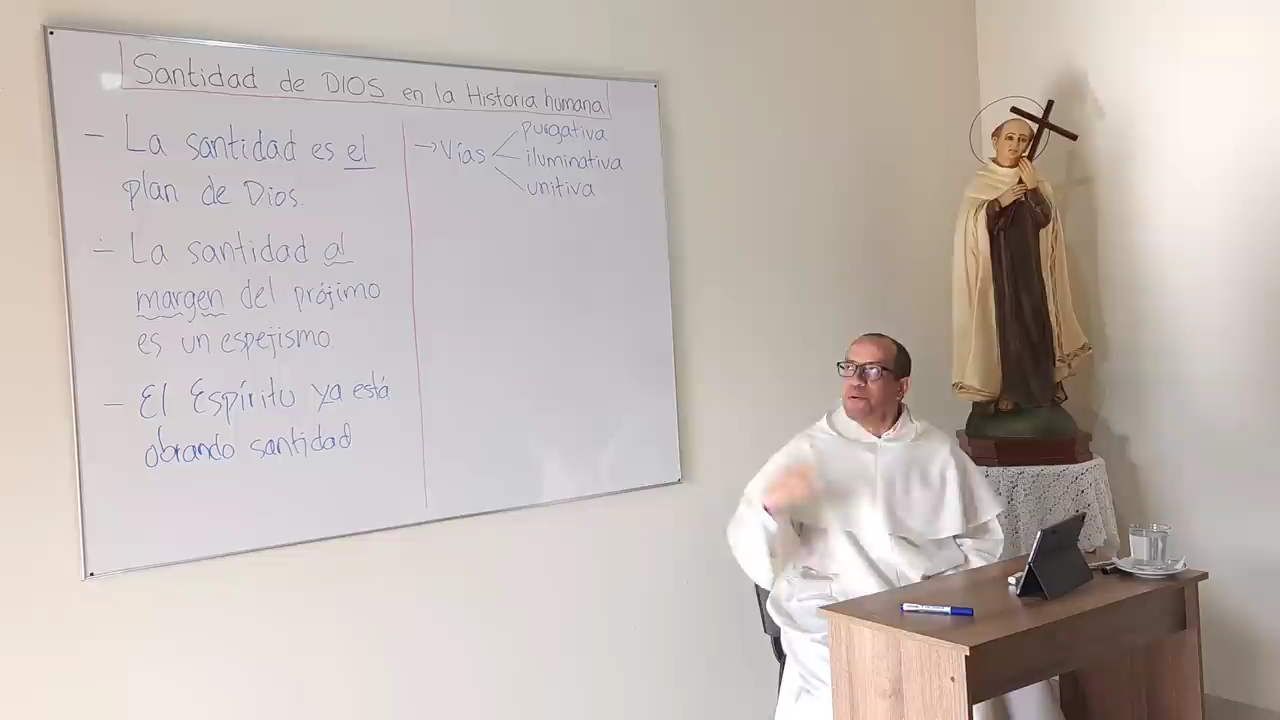 Santidad de DIOS en la Historia humana
- La santidad es el
plan de Dios.
- La santidad al
margen del prójimo
es un espejismo.
- El Espíritu ya está
obrando santidad
→ Vías
purgativa
iluminativa
unitiva